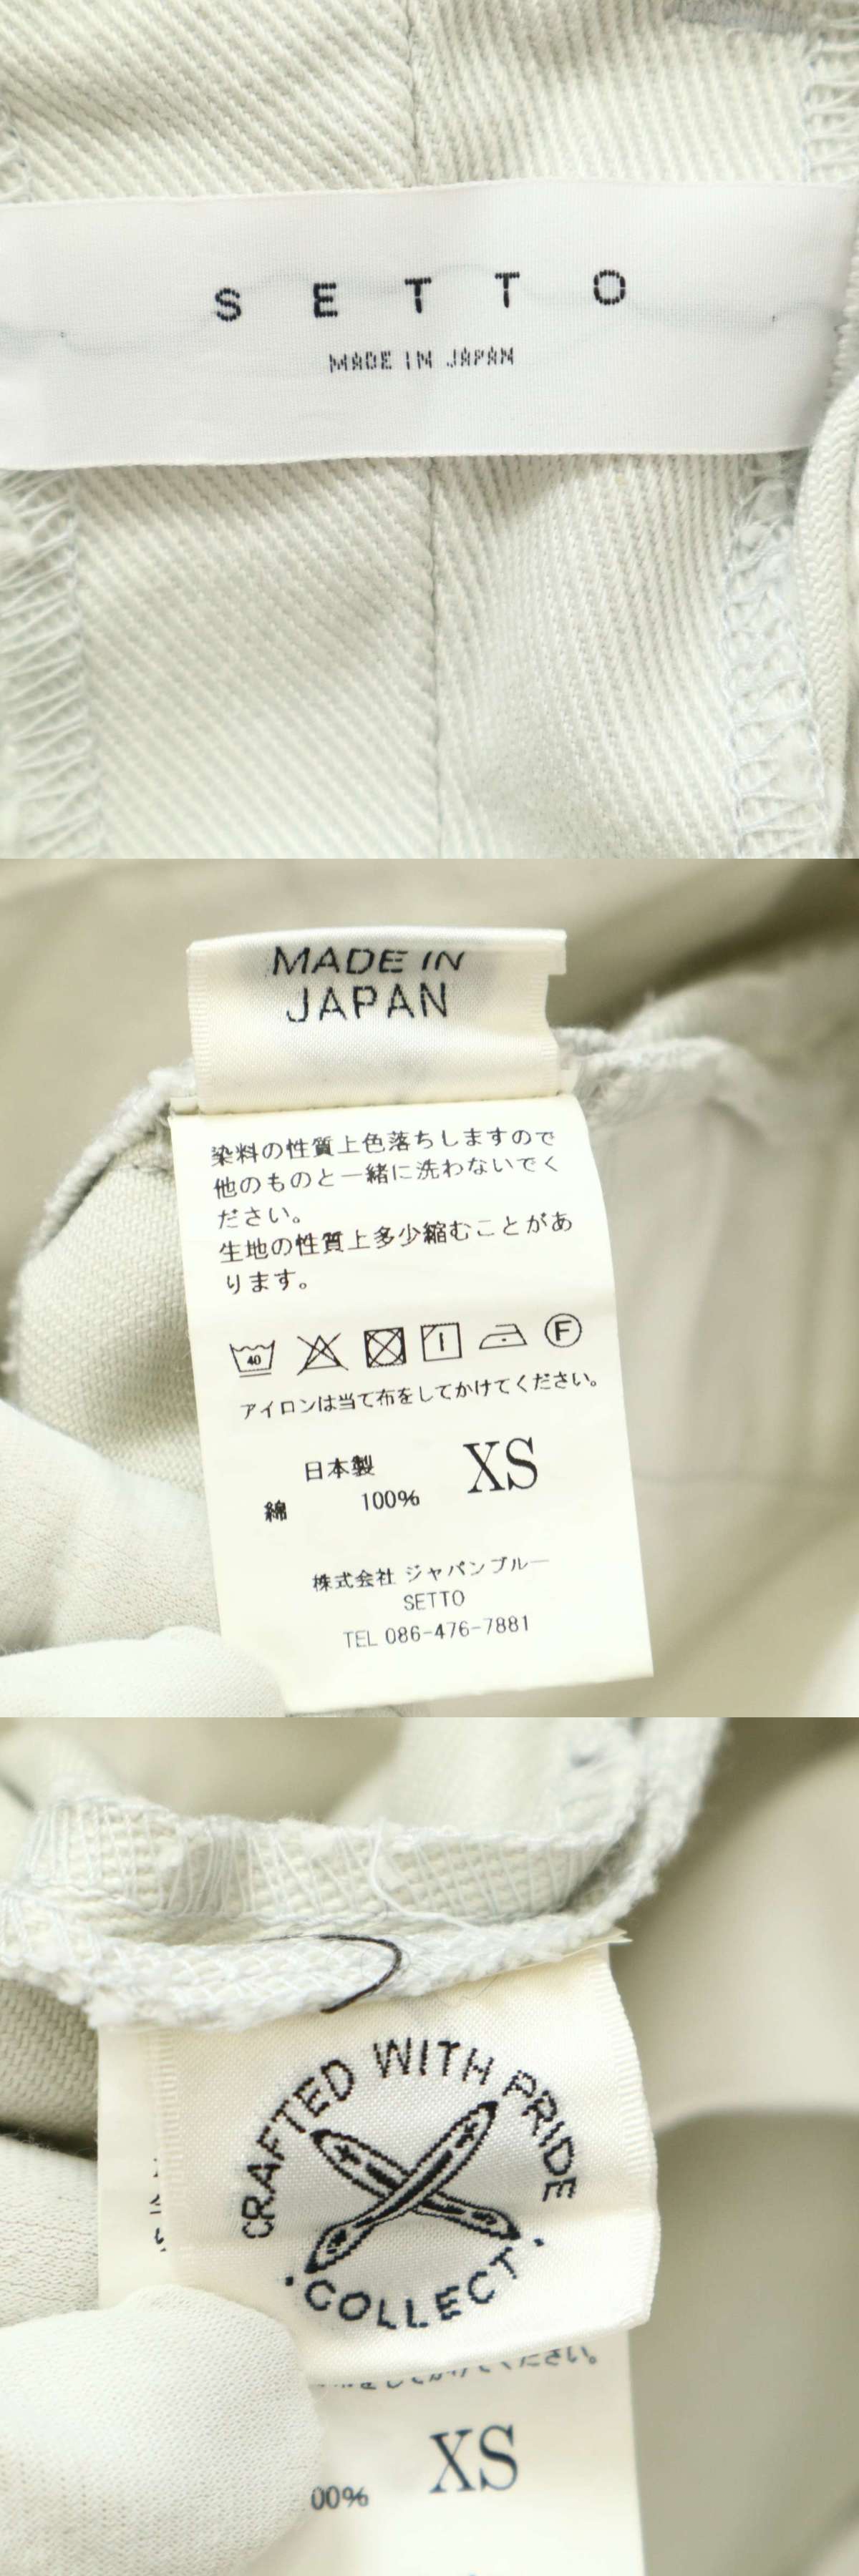 SETTO
MADE IN JAPAN
MADE IN
JAPAN
染料の性質上色落ちしますので
他のものと一緒に洗わないでく
ださい。
生地の性質上多少縮むことがあ
ります。
40
F
アイロンは当て布をしてかけてください。
日本製
XS
綿 100%
株式会社 ジャパンブルー
SETTO
TEL 086-476-7881
CRAFTED WITH PRIDE
・COLLECT・
ください。
XS
00%